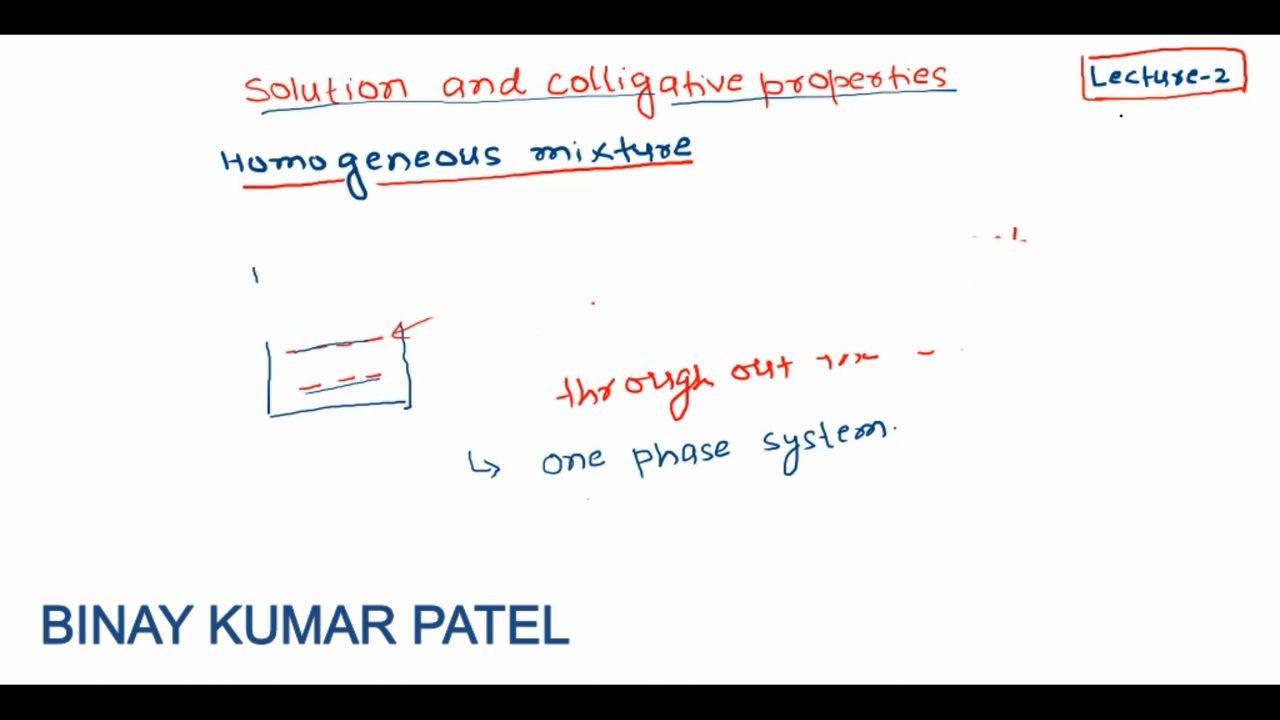 Solution and colligative properties
Lecture-2
Homogeneous mixture
through out
↳ one phase system.
BINAY KUMAR PATEL